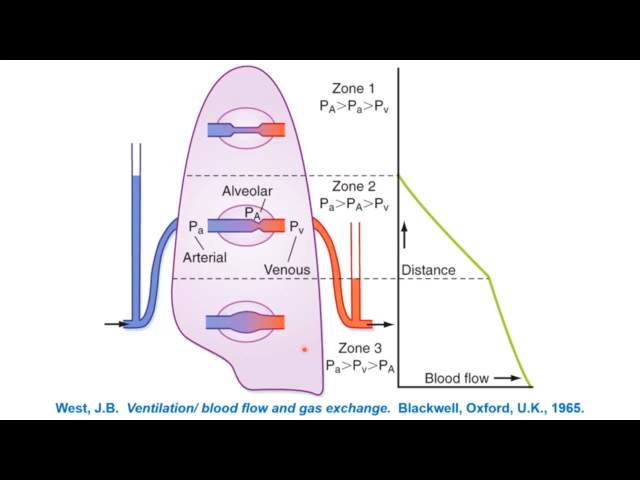 Zone 1
PA>Pa>Pv
Zone 2
Pa>PA>Pv
Alveolar
PA
Pa
Pv
Arterial
Venous
Distance
Zone 3
Pa>Pv>PA
Blood flow
West, J.B. Ventilation/ blood flow and gas exchange. Blackwell, Oxford, U.K., 1965.